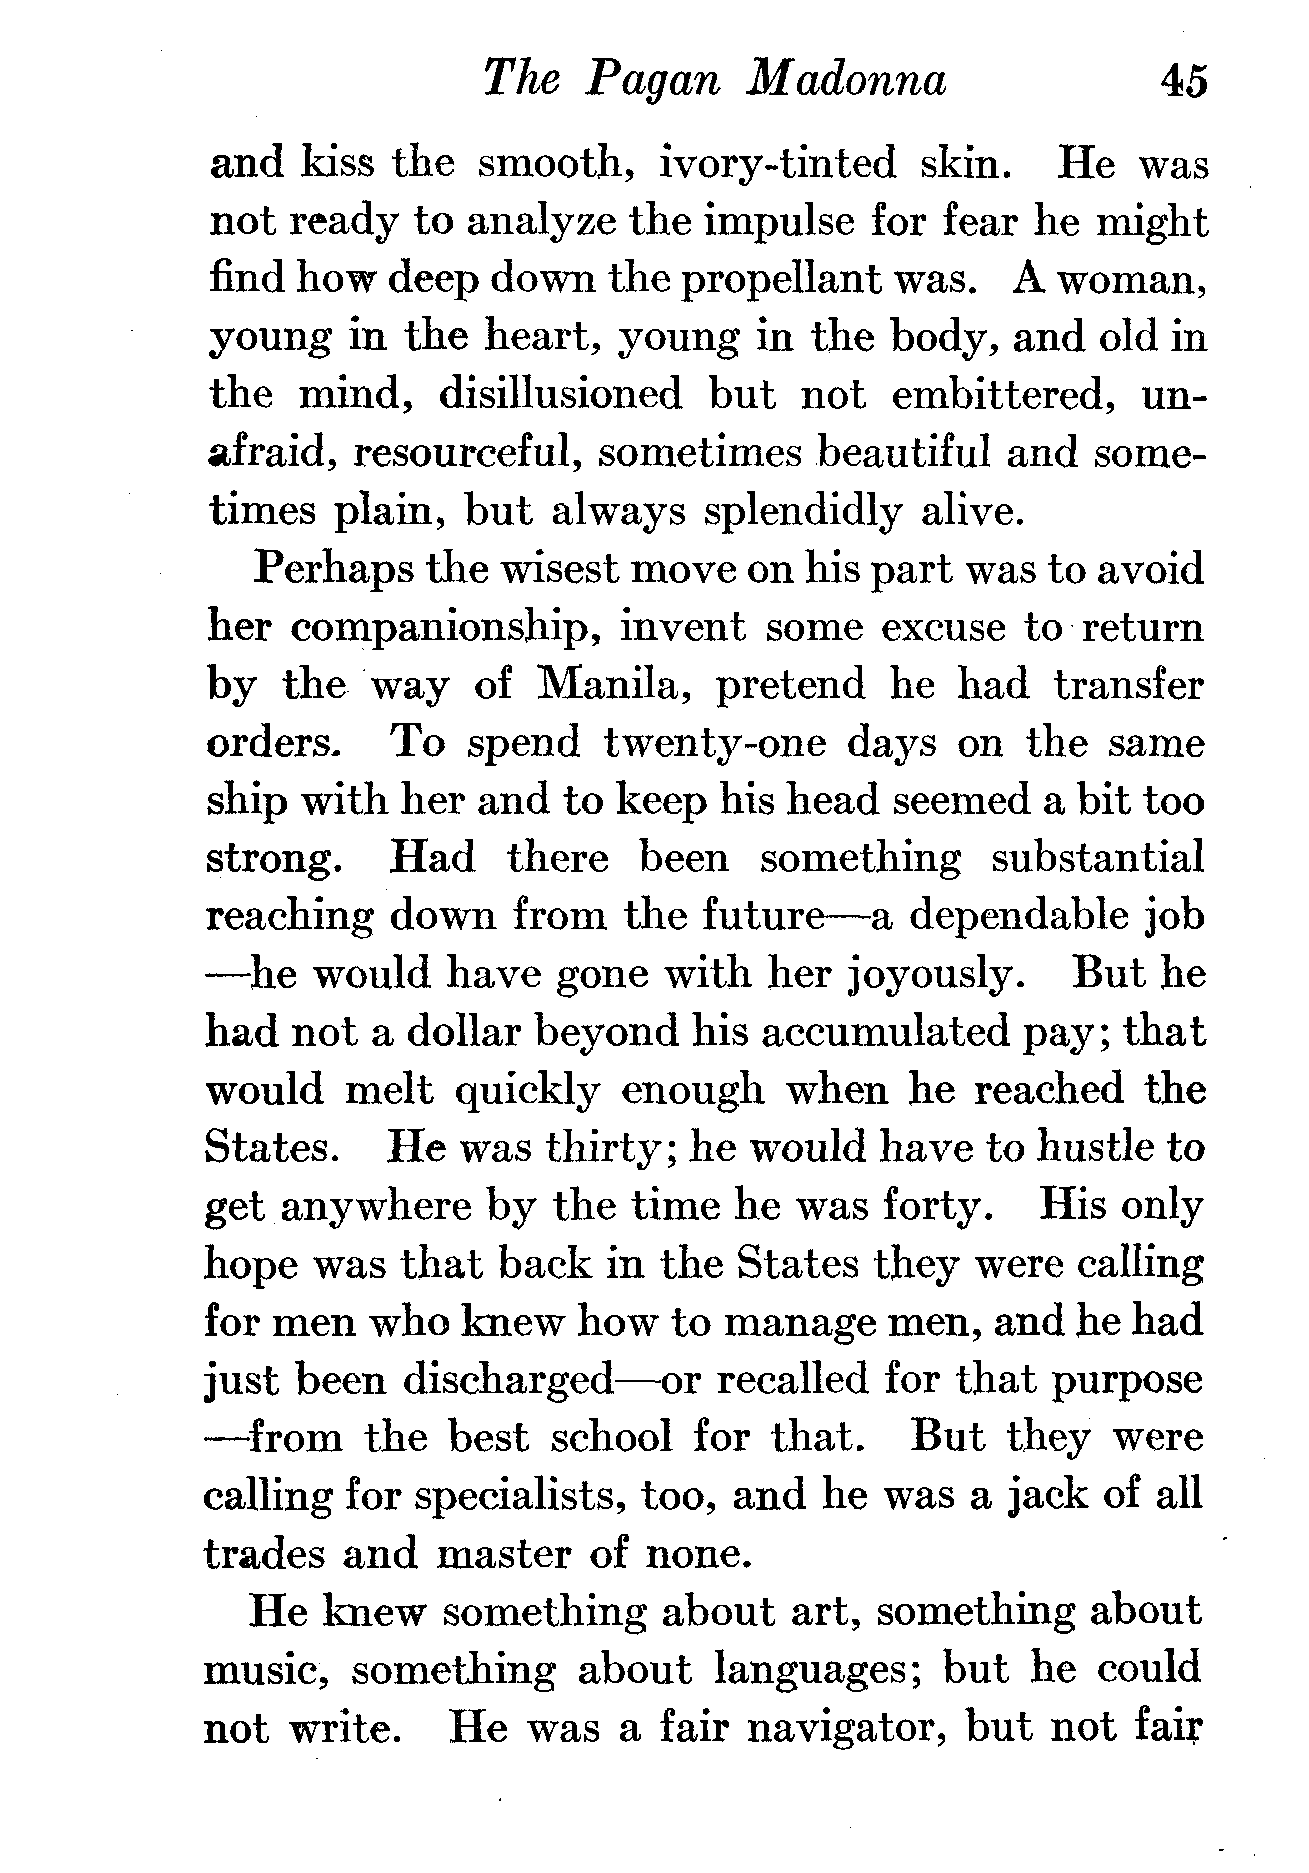 The Pagan Madonna 45
and kiss the smooth, ivory-tinted skin. He was
not ready to analyze the impulse for fear he might
find how deep down the propellant was. A woman,
young in the heart, young in the body, and old in
the mind, disillusioned but not embittered, un-
afraid, resourceful, sometimes beautiful and some-
times plain, but always splendidly alive.
Perhaps the wisest move on his part was to avoid
her companionship, invent some excuse to return
by the way of Manila, pretend he had transfer
orders. To spend twenty-one days on the same
ship with her and to keep his head seemed a bit too
strong. Had there been something substantial
reaching down from the future—a dependable job
—he would have gone with her joyously. But he
had not a dollar beyond his accumulated pay; that
would melt quickly enough when he reached the
States. He was thirty; he would have to hustle to
get anywhere by the time he was forty. His only
hope was that back in the States they were calling
for men who knew how to manage men, and he had
just been discharged—or recalled for that purpose
—from the best school for that. But they were
calling for specialists, too, and he was a jack of all
trades and master of none.
He knew something about art, something about
music, something about languages; but he could
not write. He was a fair navigator, but not fair